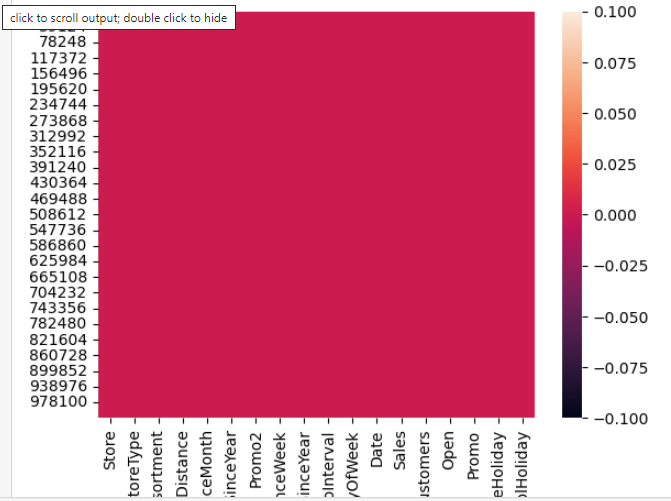 click to scroll output; double click to hide
78248
117372
156496
195620
234744
273868
312992
352116
391240
430364
469488
508612
547736
586860
625984
665108
704232
743356
782480
821604
860728
899852
938976
978100
0.100
0.075
0.050
0.025
0.000
−0.025
−0.050
−0.075
−0.100
Store
toreType
sortment
Distance
ceMonth
SinceYear
Promo2
nceWeek
inceYear
oInterval
yOfWeek
Date
Sales
ustomers
Open
Promo
eHoliday
olHoliday